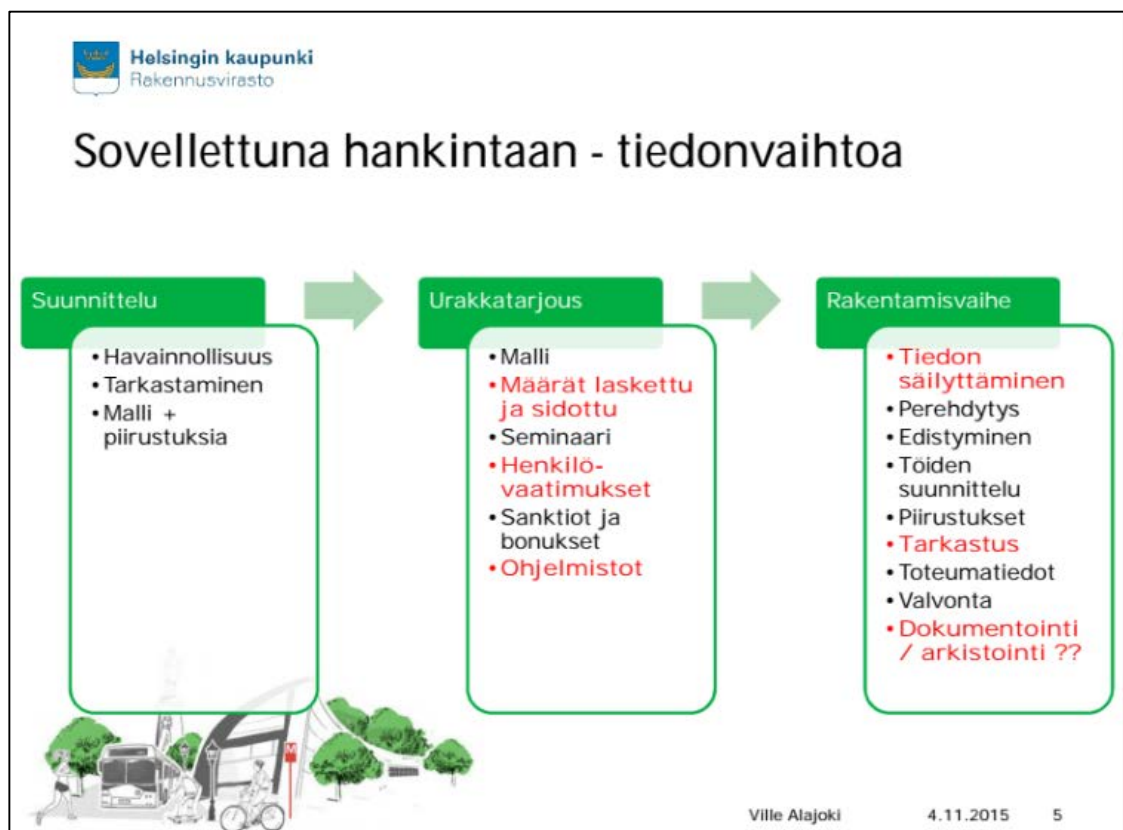 Helsingin kaupunki
Rakennusvirasto
Sovellettuna hankintaan - tiedonvaihtoa
Suunnittelu
• Havainnollisuus
• Tarkastaminen
• Malli +
piirustuksia
Urakkatarjous
• Malli
• Määrät laskettu
ja sidottu
• Seminaari
• Henkilö-
vaatimukset
• Sanktiot ja
bonukset
• Ohjelmistot
Rakentamisvaihe
• Tiedon
säilyttäminen
• Perehdytys
• Edistyminen
• Töiden
suunnittelu
• Piirustukset
• Tarkastus
• Toteumatiedot
• Valvonta
• Dokumentointi
/ arkistointi ??
M
Ville Alajoki 4.11.2015 5